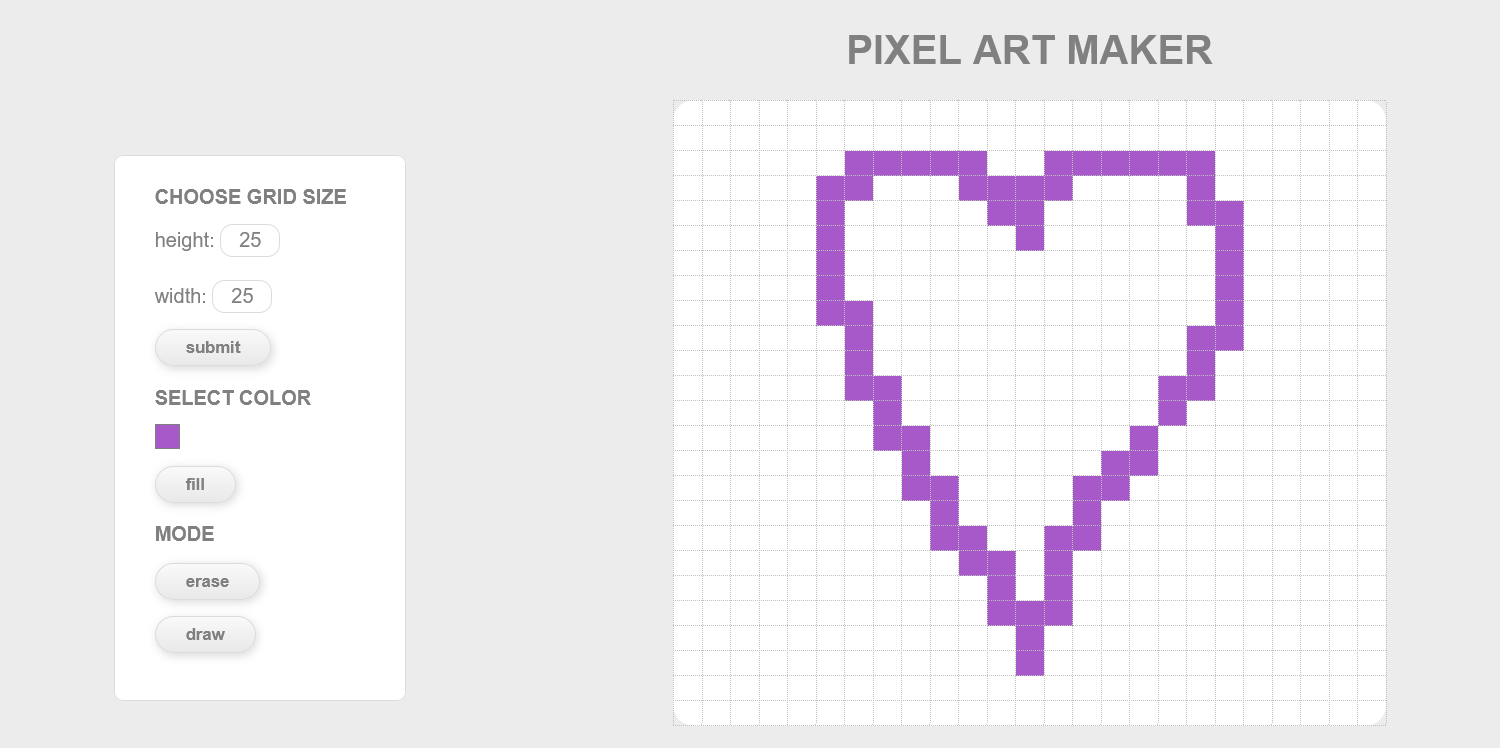 PIXEL ART MAKER
CHOOSE GRID SIZE
height: 25
width: 25
submit
SELECT COLOR
fill
MODE
erase
draw